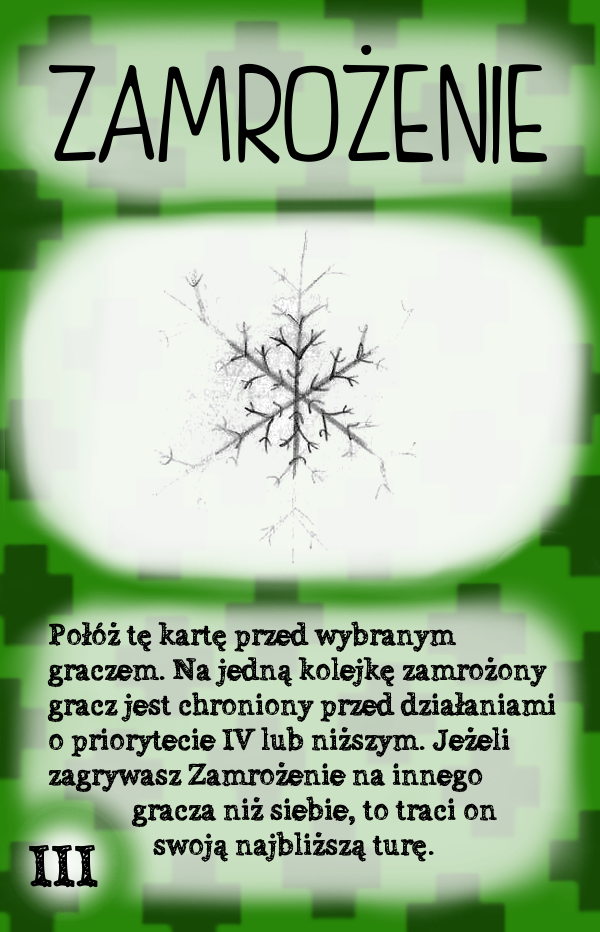 ZAMROŻENIE
Połóż tę kartę przed wybranym
graczem. Na jedną kolejkę zamrożony
gracz jest chroniony przed działaniami
o priorytecie IV lub niższym. Jeżeli
zagrywasz Zamrożenie na innego
gracza niż siebie, to traci on
swoją najbliższą turę.
III